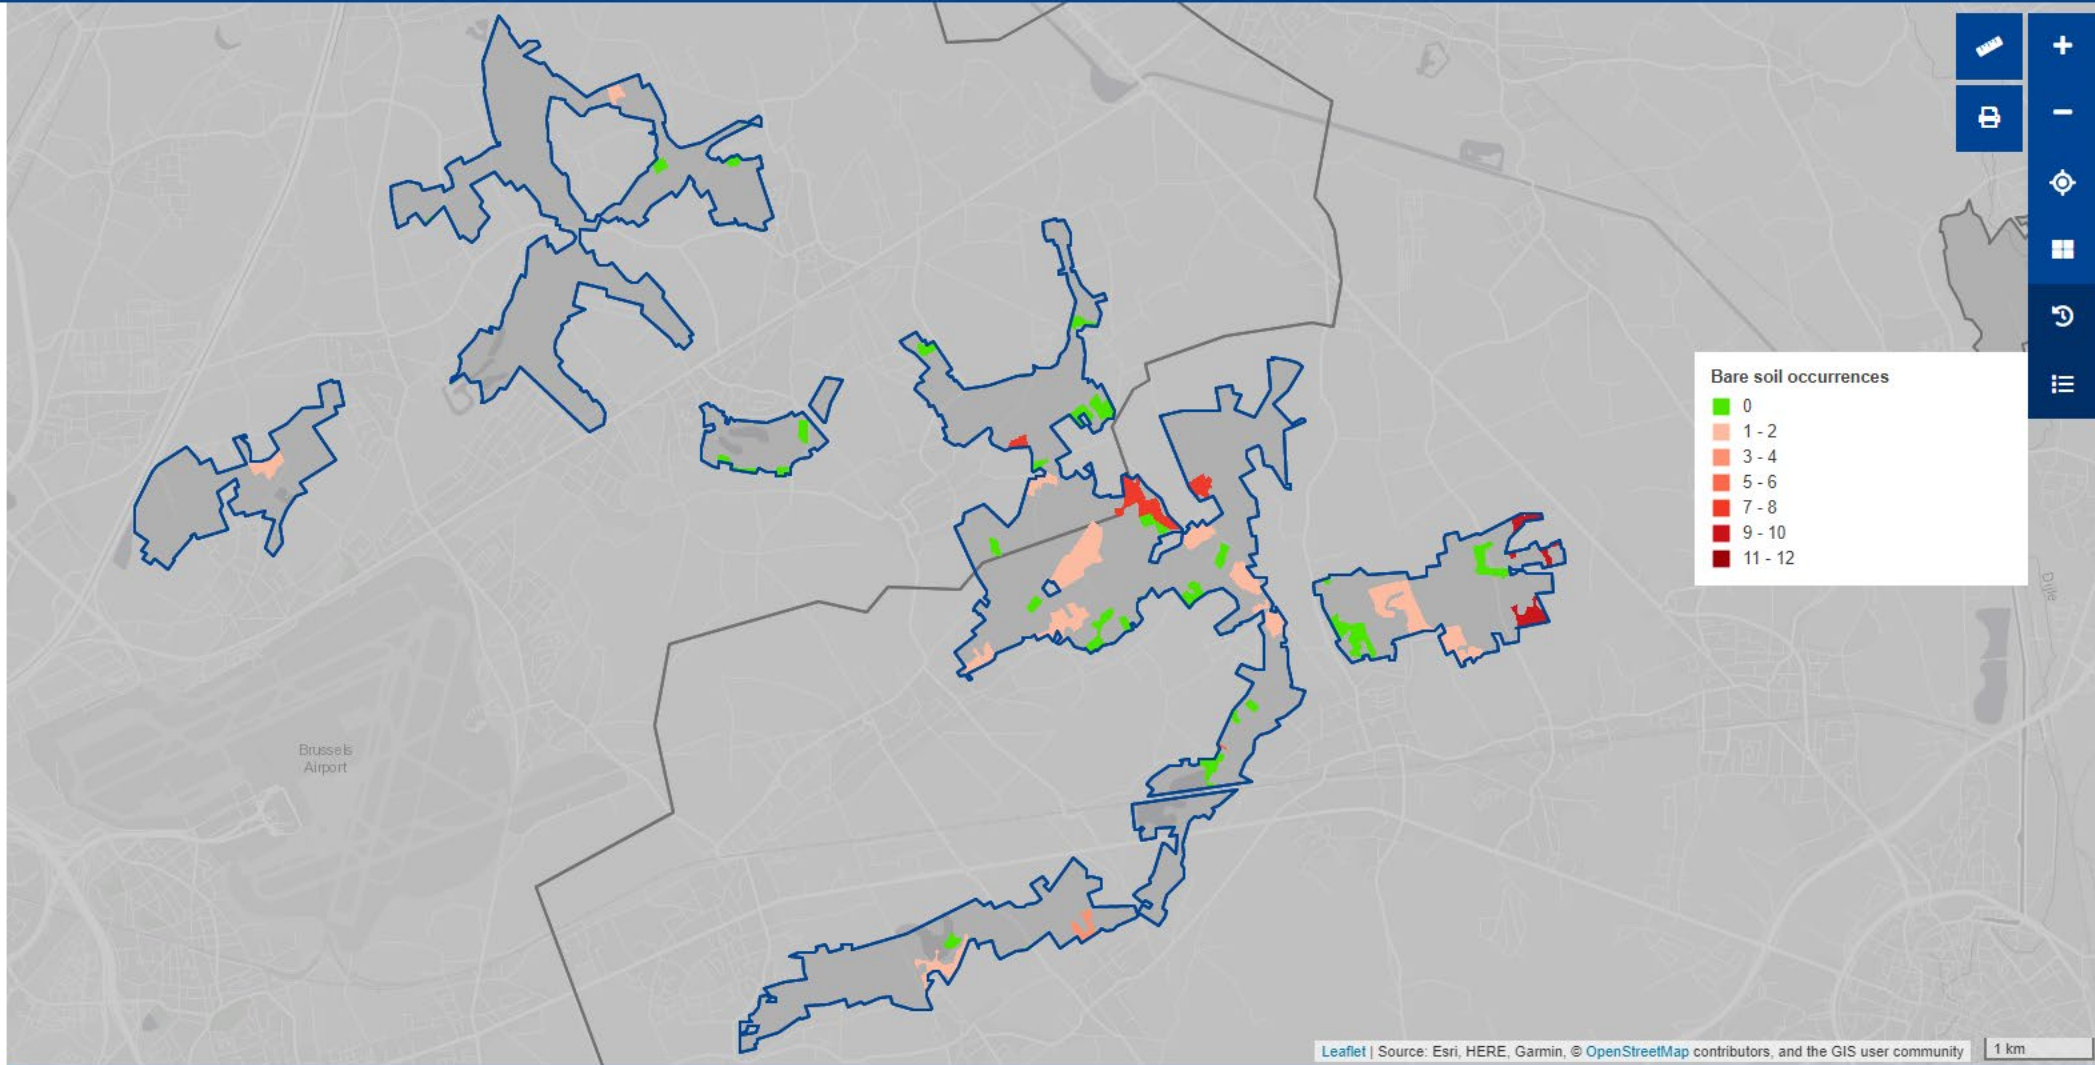 Bare soil occurrences
0
1 - 2
3 - 4
5 - 6
7 - 8
9 - 10
11 - 12
Dijle
Brussels
Airport
Leaflet | Source: Esri, HERE, Garmin, © OpenStreetMap contributors, and the GIS user community
1 km